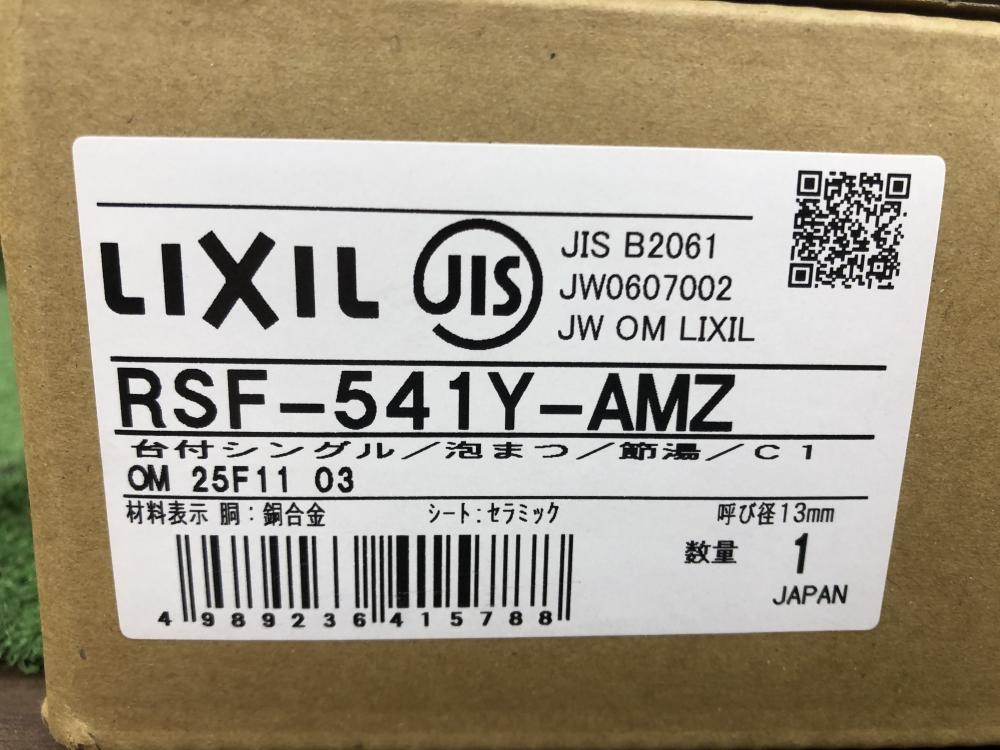 LIXIL JIS JIS B2061
JW0607002
JW OM LIXIL
RSF-541Y-AMZ
台付シングル/泡まつ/節湯/C1
OM 25F11 03
材料表示 胴:銅合金 シート:セラミック 呼び径13mm
数量 1
JAPAN
4 989236 415788